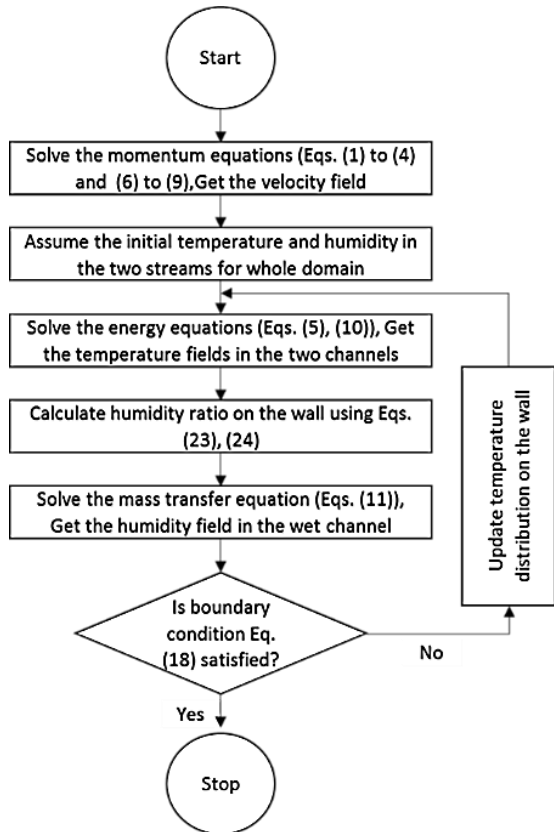 Start
Solve the momentum equations (Eqs. (1) to (4)
and (6) to (9),Get the velocity field
Assume the initial temperature and humidity in
the two streams for whole domain
Solve the energy equations (Eqs. (5), (10)), Get
the temperature fields in the two channels
Calculate humidity ratio on the wall using Eqs.
(23), (24)
Solve the mass transfer equation (Eqs. (11)),
Get the humidity field in the wet channel
Is boundary
condition Eq.
(18) satisfied?
No
Update temperature
distribution on the wall
Yes
Stop